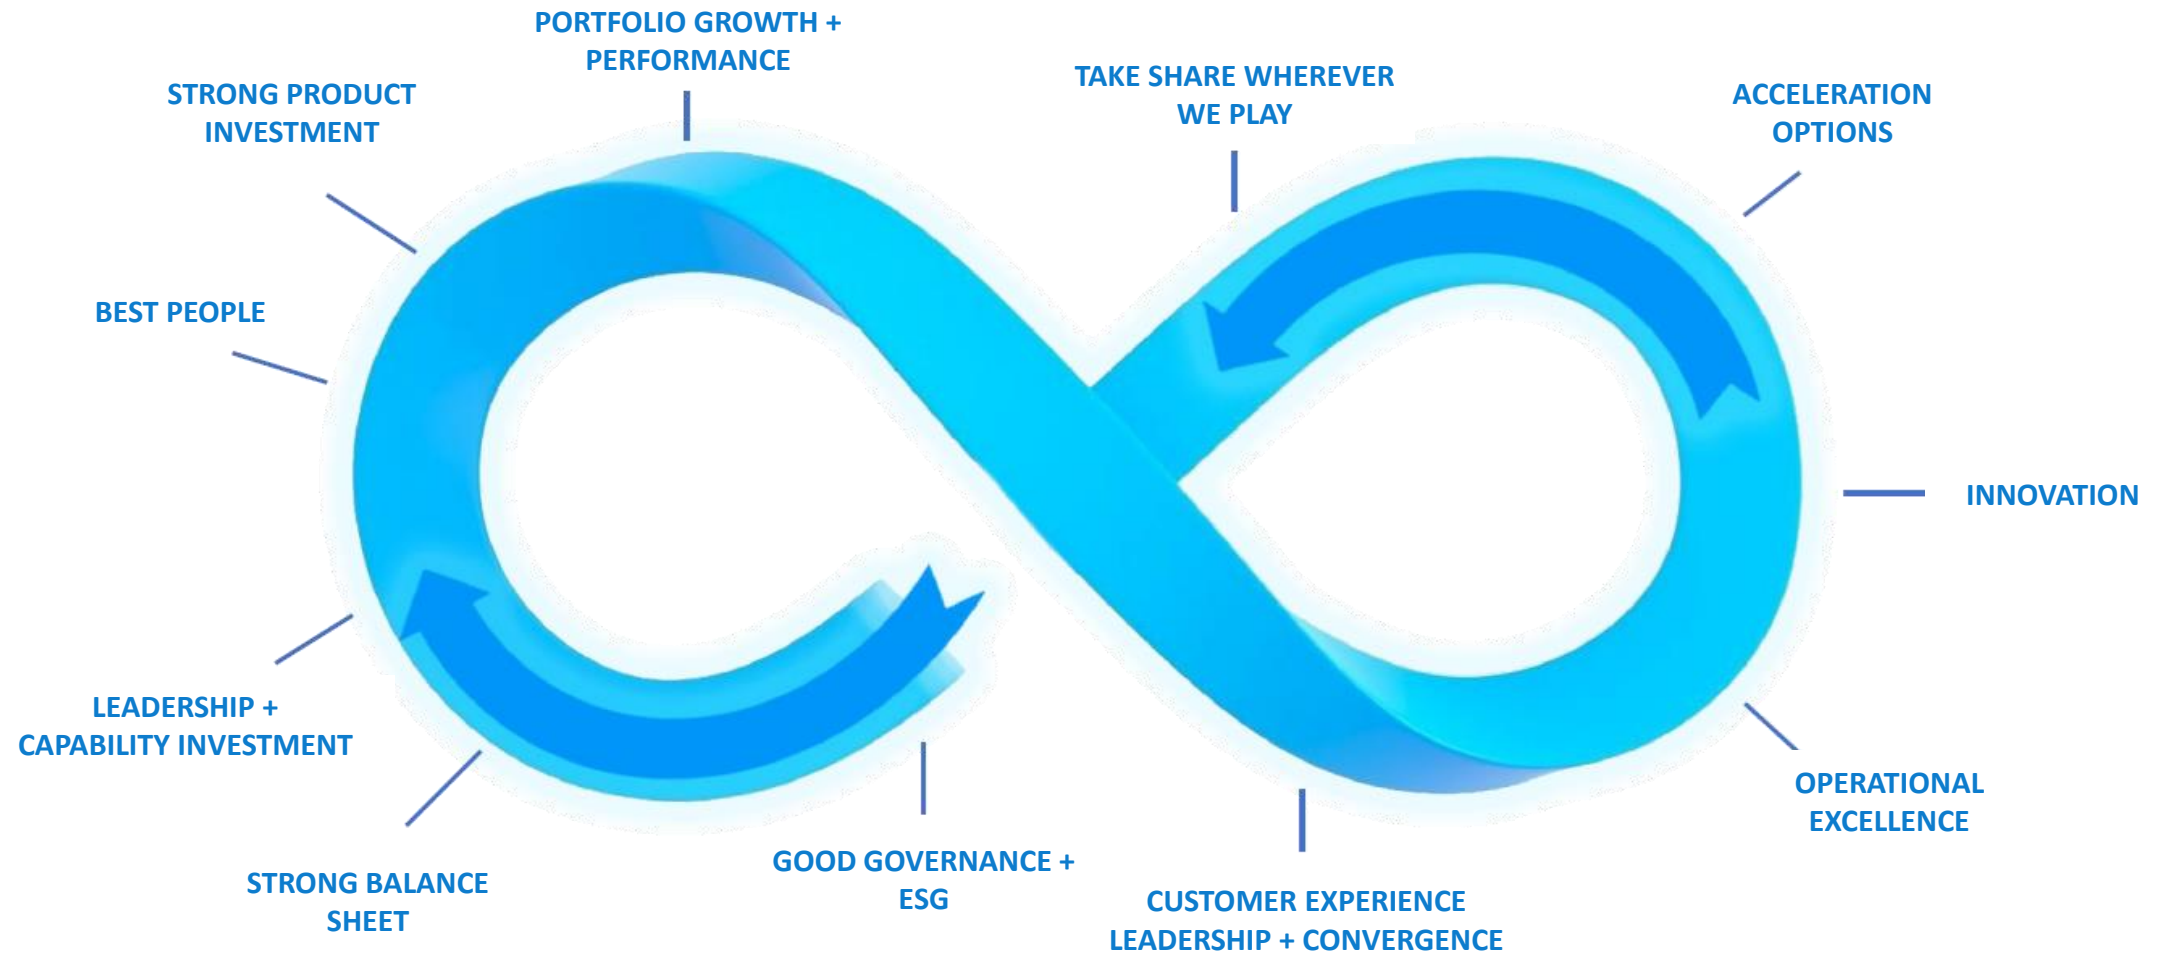 PORTFOLIO GROWTH +
PERFORMANCE
STRONG PRODUCT
INVESTMENT
TAKE SHARE WHEREVER
WE PLAY
ACCELERATION
OPTIONS
BEST PEOPLE
INNOVATION
LEADERSHIP +
CAPABILITY INVESTMENT
OPERATIONAL
EXCELLENCE
STRONG BALANCE
SHEET
GOOD GOVERNANCE +
ESG
CUSTOMER EXPERIENCE
LEADERSHIP + CONVERGENCE